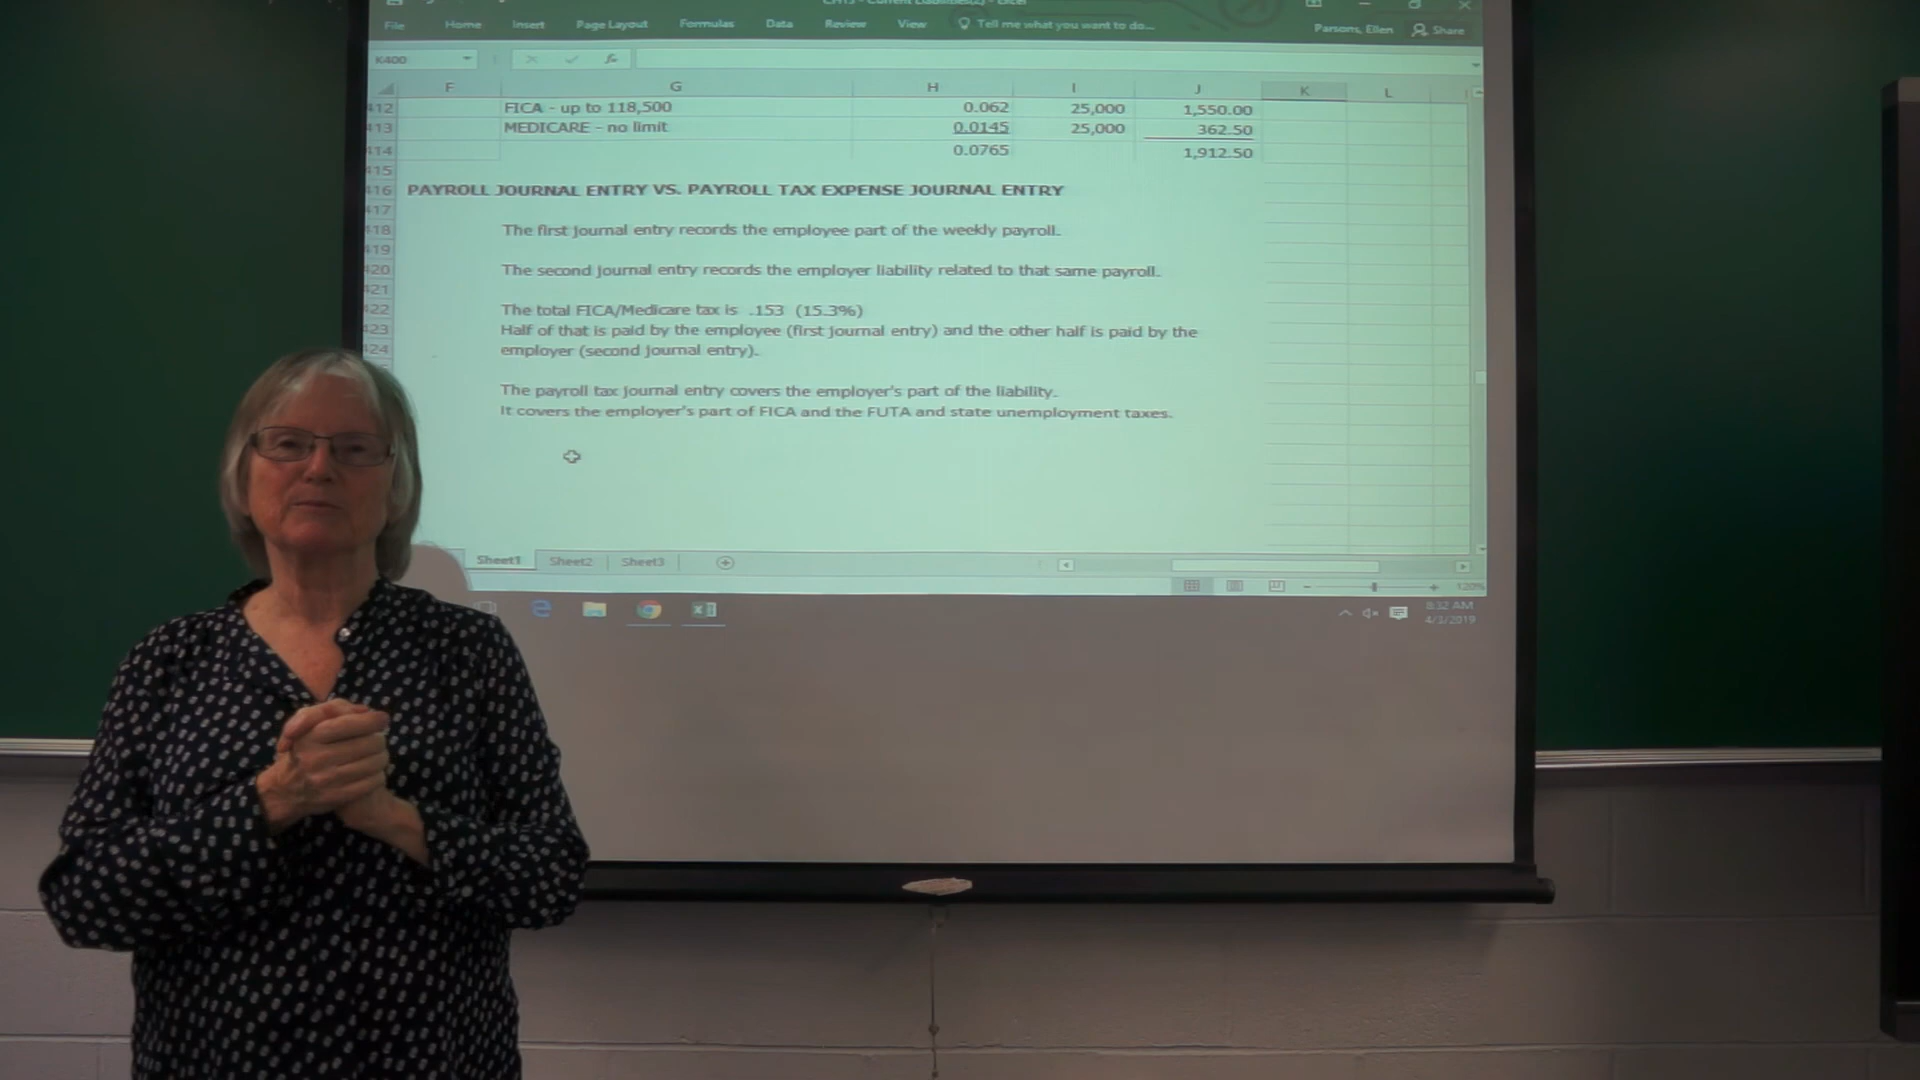 File Home Insert Page Layout Formulas Data Review View Tell me what you want to do... Parsons, Ellen Share
K400
F G H I J K L
412 FICA - up to 118,500 0.062 25,000 1,550.00
413 MEDICARE - no limit 0.0145 25,000 362.50
414 0.0765 1,912.50
415
416 PAYROLL JOURNAL ENTRY VS. PAYROLL TAX EXPENSE JOURNAL ENTRY
417
418 The first journal entry records the employee part of the weekly payroll.
419
420 The second journal entry records the employer liability related to that same payroll.
421
422 The total FICA/Medicare tax is .153 (15.3%)
423 Half of that is paid by the employee (first journal entry) and the other half is paid by the
424 employer (second journal entry).
The payroll tax journal entry covers the employer's part of the liability.
It covers the employer's part of FICA and the FUTA and state unemployment taxes.
Sheet1 Sheet2 Sheet3
120%
8:32 AM
4/3/2019